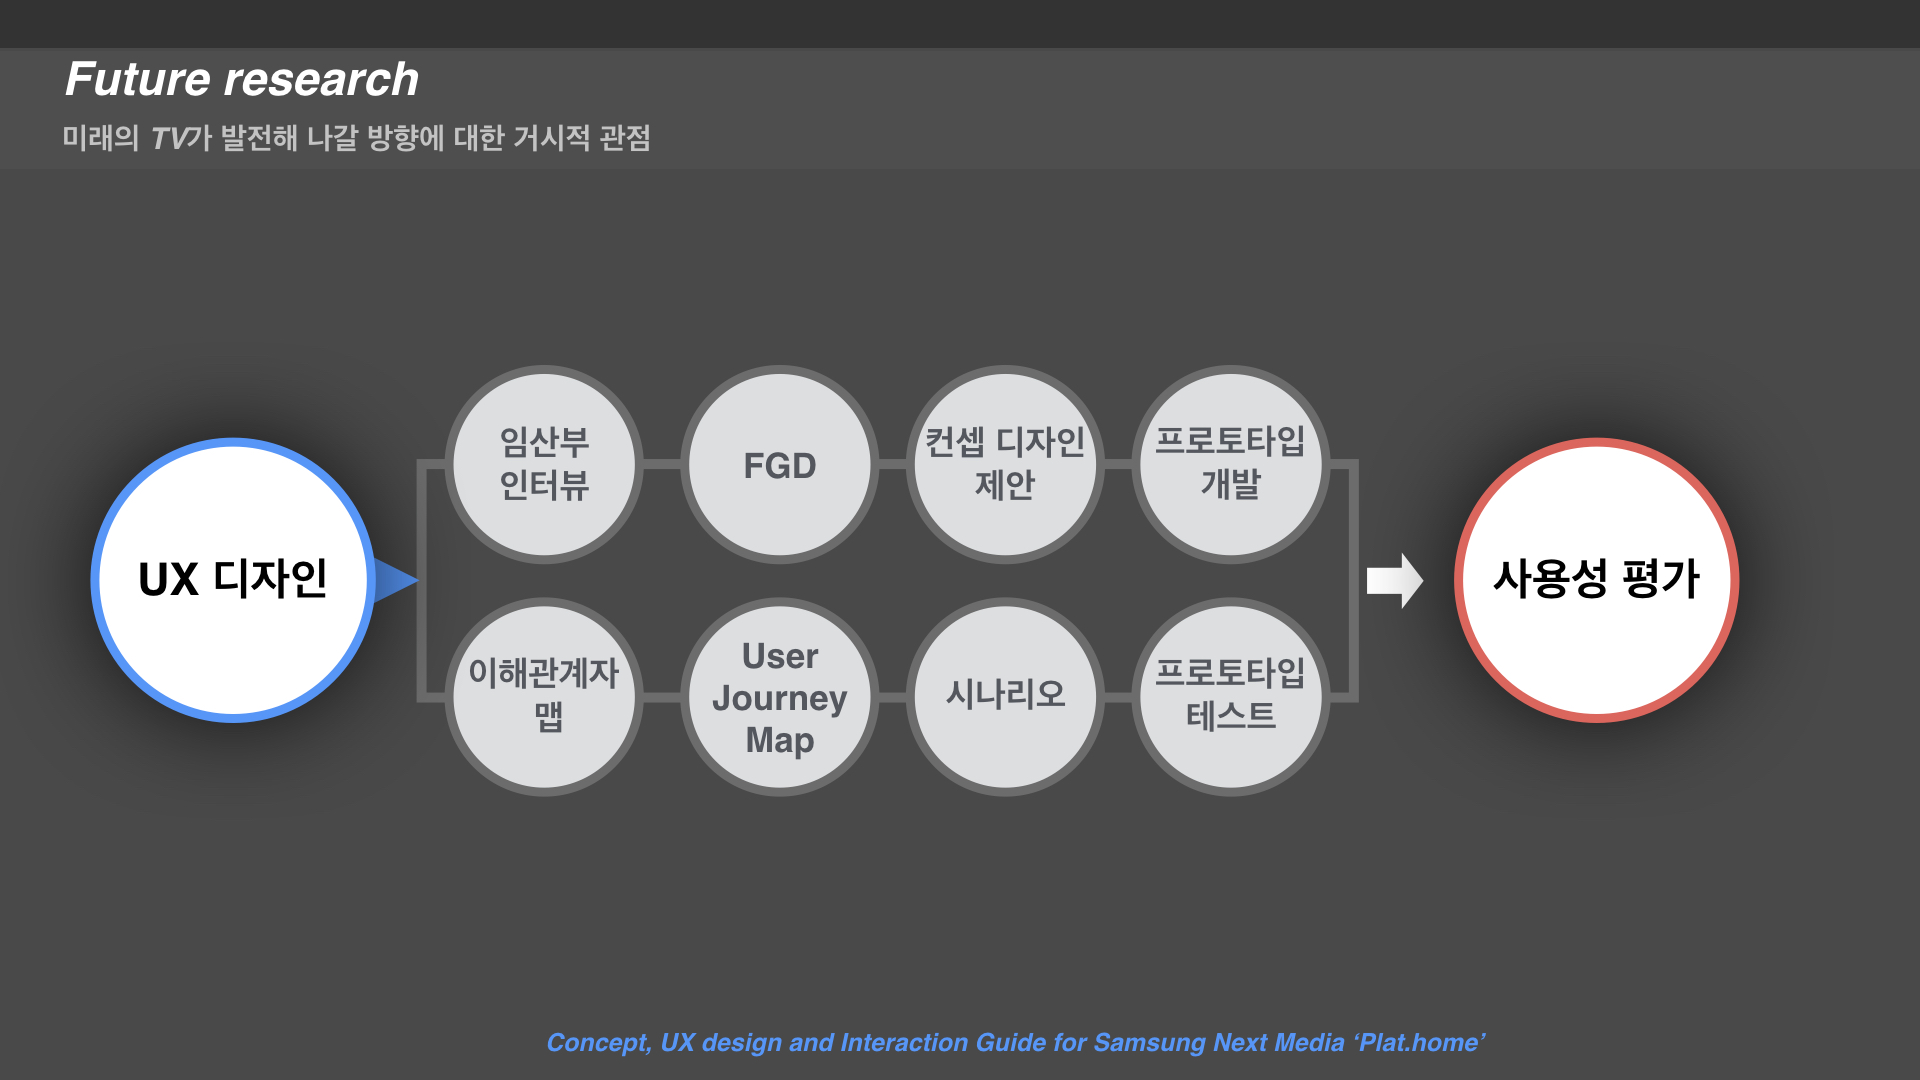 Future research
미래의 TV가 발전해 나갈 방향에 대한 거시적 관점
UX 디자인
임산부
인터뷰
FGD
컨셉 디자인
제안
프로토타입
개발
이해관계자
맵
User
Journey
Map
시나리오
프로토타입
테스트
사용성 평가
Concept, UX design and Interaction Guide for Samsung Next Media ‘Plat.home’